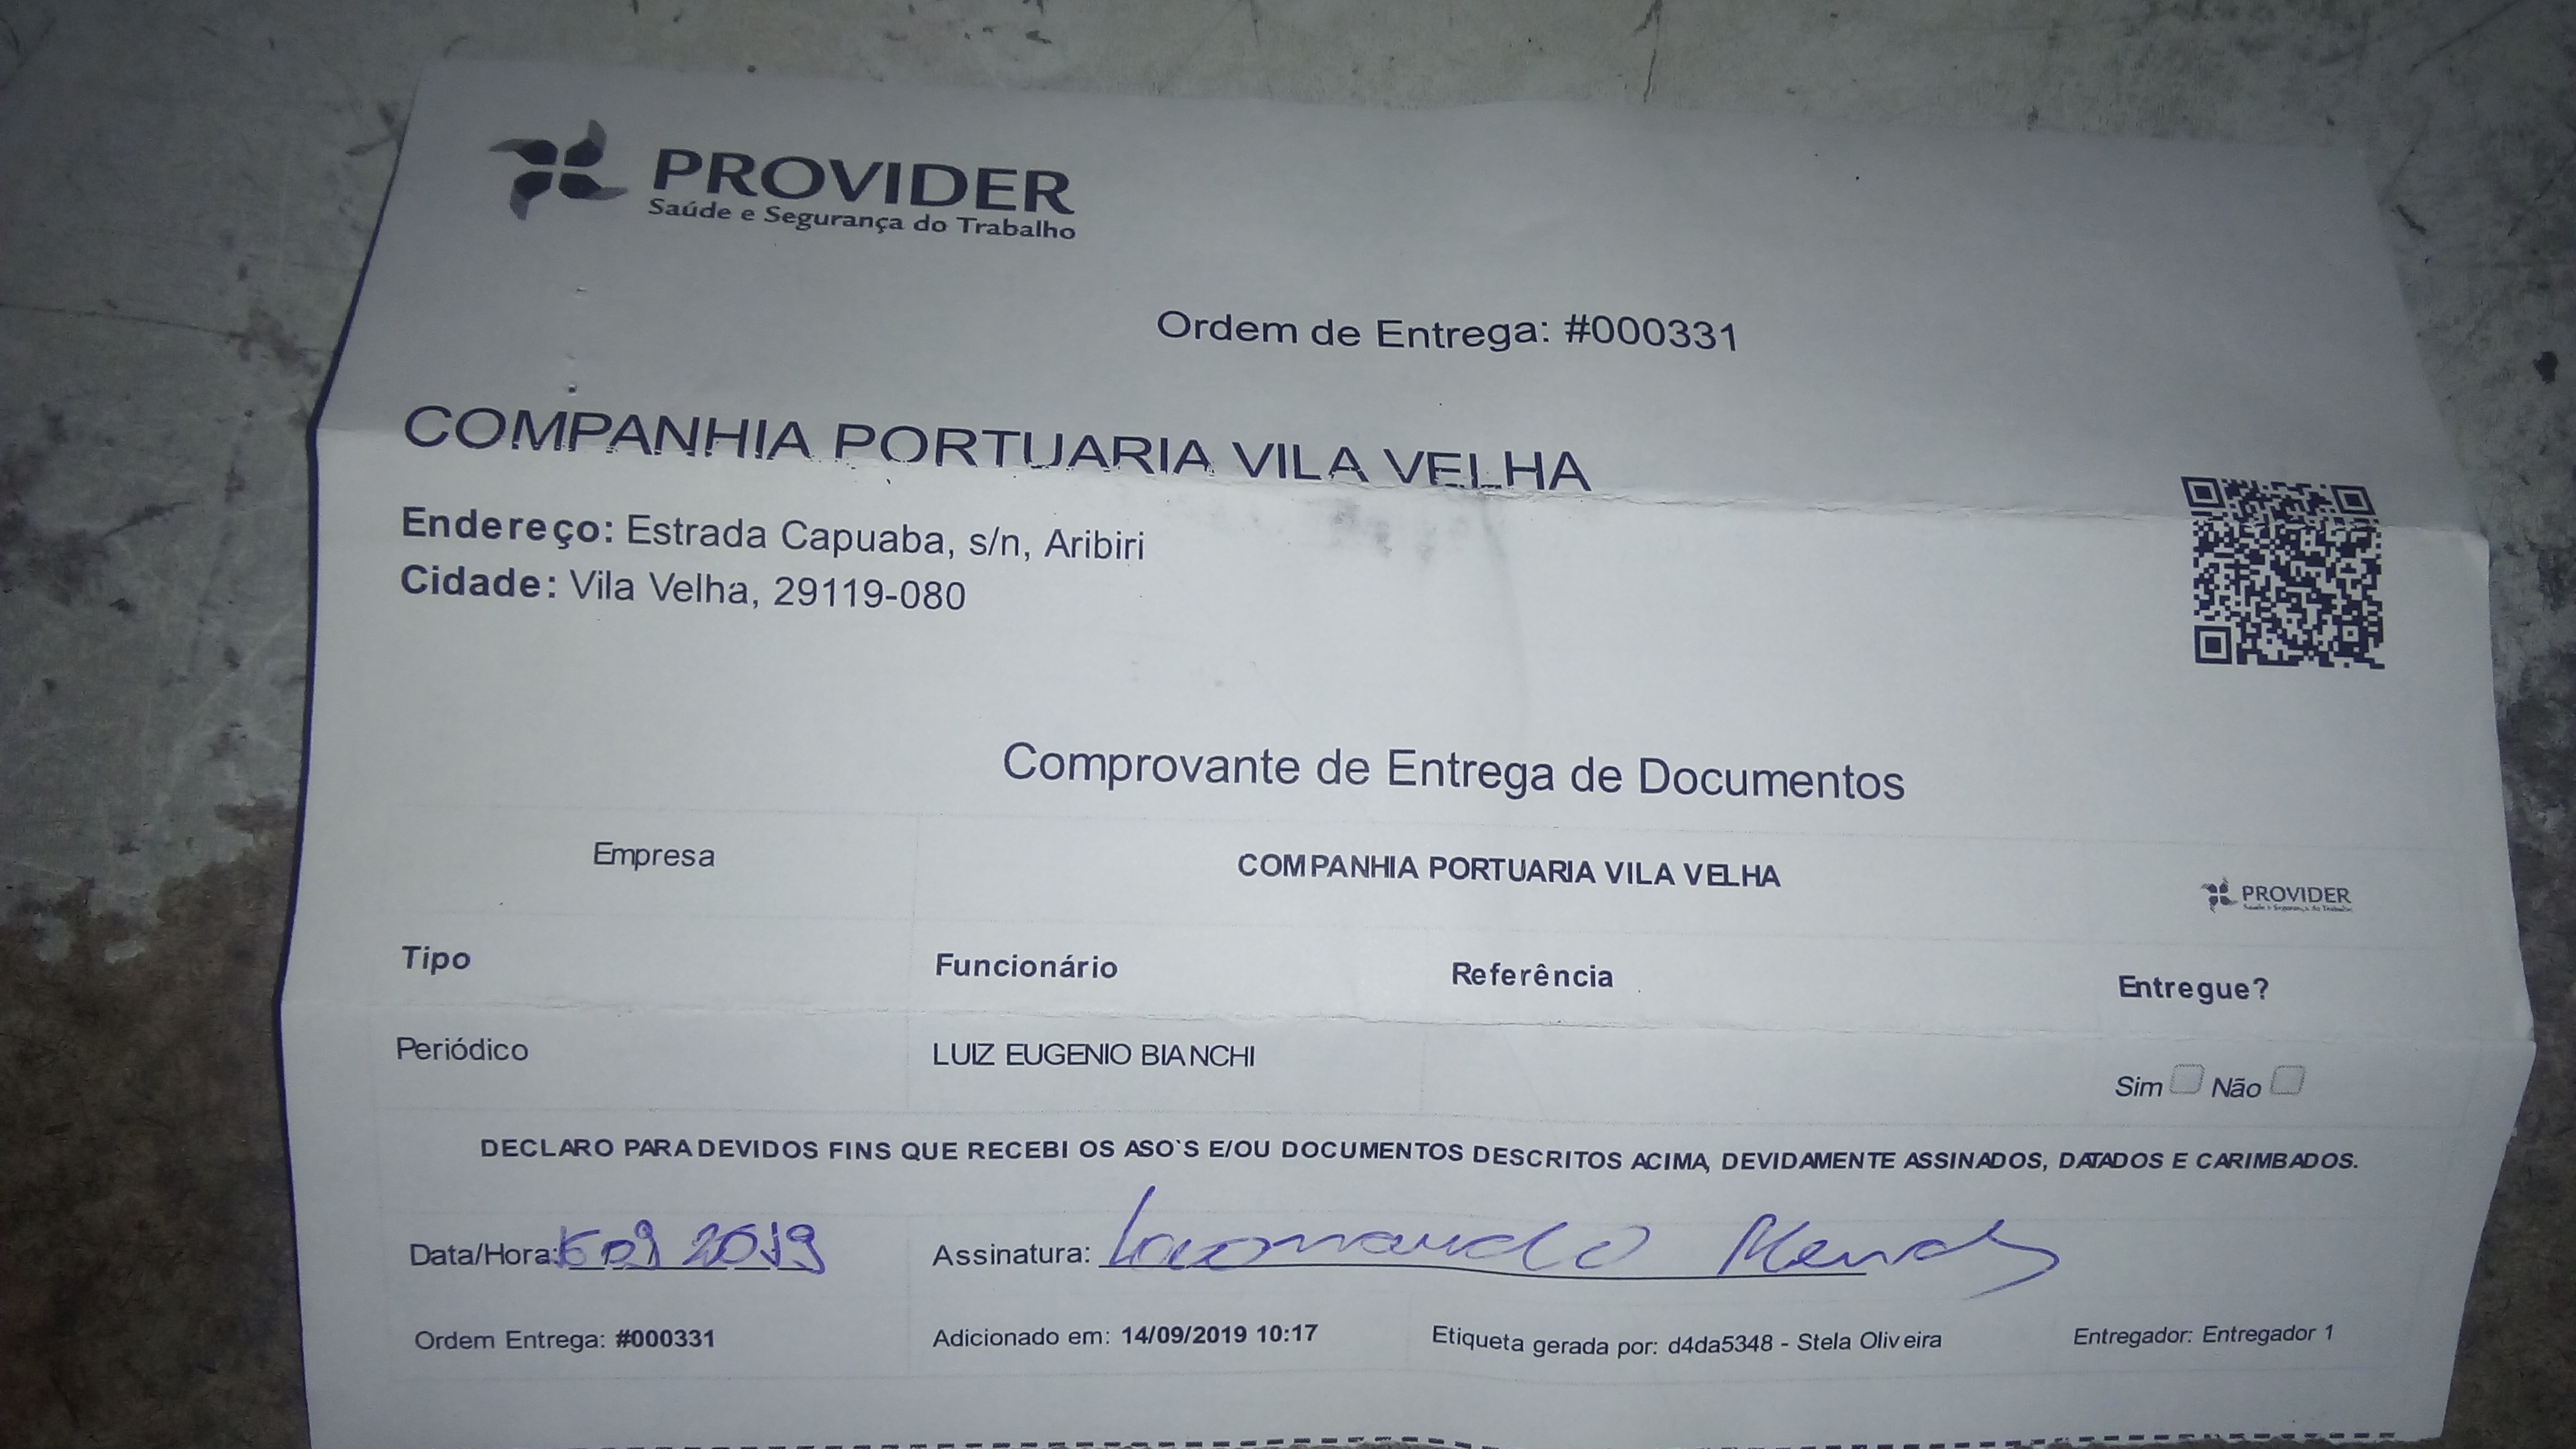 PROVIDER
Saúde e Segurança do Trabalho
Ordem de Entrega: #000331
COMPANHIA PORTUARIA VILA VELHA
Endereço: Estrada Capuaba, s/n, Aribiri
Cidade: Vila Velha, 29119-080
Comprovante de Entrega de Documentos
Empresa COMPANHIA PORTUARIA VILA VELHA
PROVIDER
Saúde e Segurança do Trabalho
Tipo Funcionário Referência Entregue?
Periódico LUIZ EUGENIO BIANCHI Sim Não
DECLARO PARA DEVIDOS FINS QUE RECEBI OS ASO`S E/OU DOCUMENTOS DESCRITOS ACIMA, DEVIDAMENTE ASSINADOS, DATADOS E CARIMBADOS.
Data/Hora: 16 09 2019 Assinatura:
Ordem Entrega: #000331 Adicionado em: 14/09/2019 10:17 Etiqueta gerada por: d4da5348 - Stela Oliveira Entregador: Entregador 1